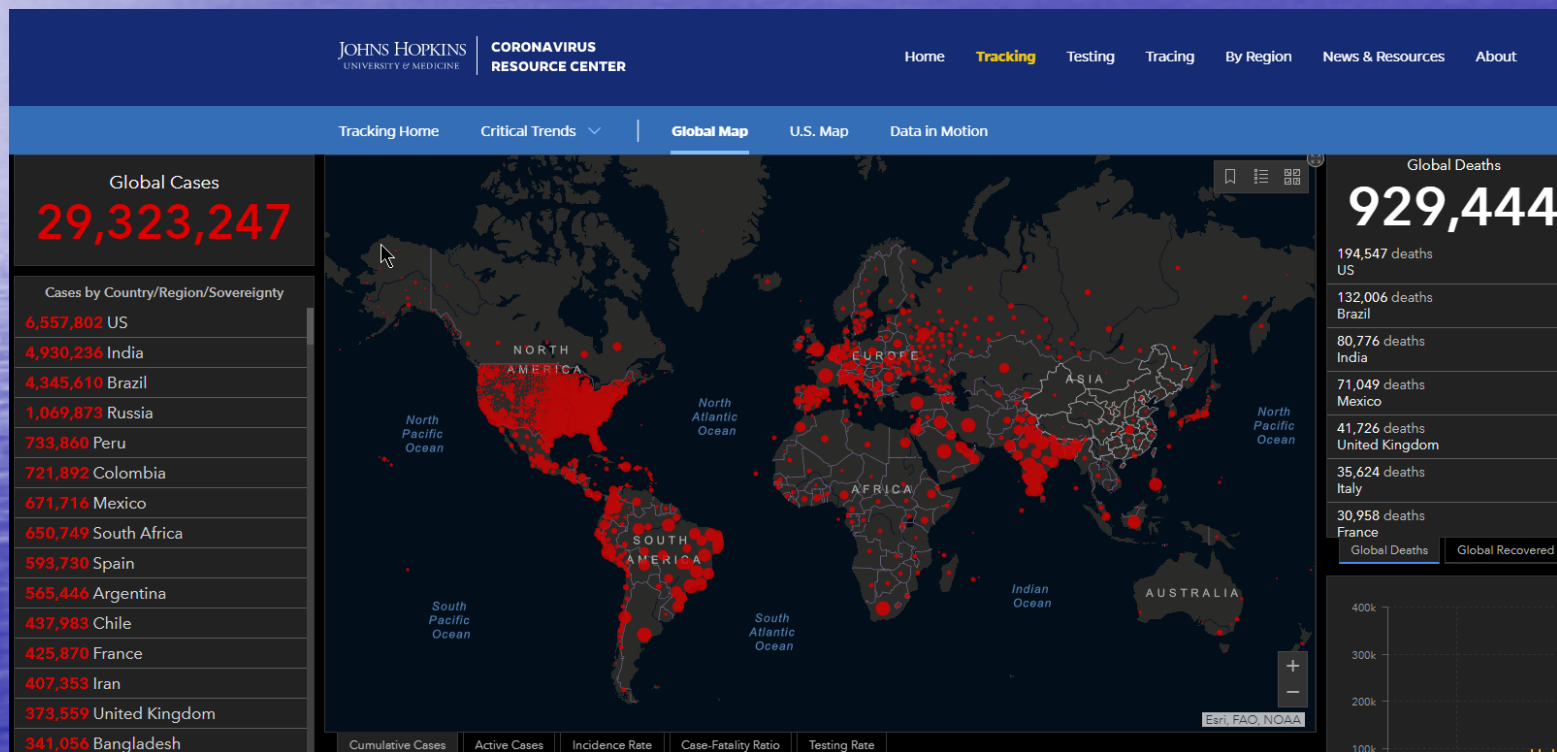 JOHNS HOPKINS
UNIVERSITY & MEDICINE
CORONAVIRUS
RESOURCE CENTER
Home
Tracking
Testing
Tracing
By Region
News & Resources
About
Tracking Home
Critical Trends
Global Map
U.S. Map
Data in Motion
Global Cases
29,323,247
Cases by Country/Region/Sovereignty
6,557,802 US
4,930,236 India
4,345,610 Brazil
1,069,873 Russia
733,860 Peru
721,892 Colombia
671,716 Mexico
650,749 South Africa
593,730 Spain
565,446 Argentina
437,983 Chile
425,870 France
407,353 Iran
373,559 United Kingdom
341,056 Bangladesh
NORTH
AMERICA
EUROPE
ASIA
North
Pacific
Ocean
North
Atlantic
Ocean
North
Pacific
Ocean
AFRICA
SOUTH
AMERICA
Indian
Ocean
AUSTRALIA
South
Pacific
Ocean
South
Atlantic
Ocean
+
−
Esri, FAO, NOAA
Cumulative Cases
Active Cases
Incidence Rate
Case-Fatality Ratio
Testing Rate
Global Deaths
929,444
194,547 deaths
US
132,006 deaths
Brazil
80,776 deaths
India
71,049 deaths
Mexico
41,726 deaths
United Kingdom
35,624 deaths
Italy
30,958 deaths
France
Global Deaths
Global Recovered
400k
300k
200k
100k